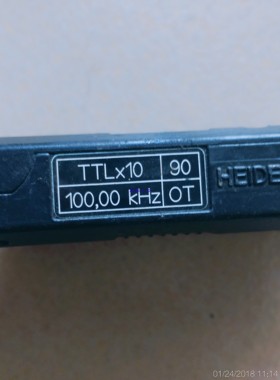 TTLx10 90
100,00 kHz OT
HEIDE
01/24/2018 11:14